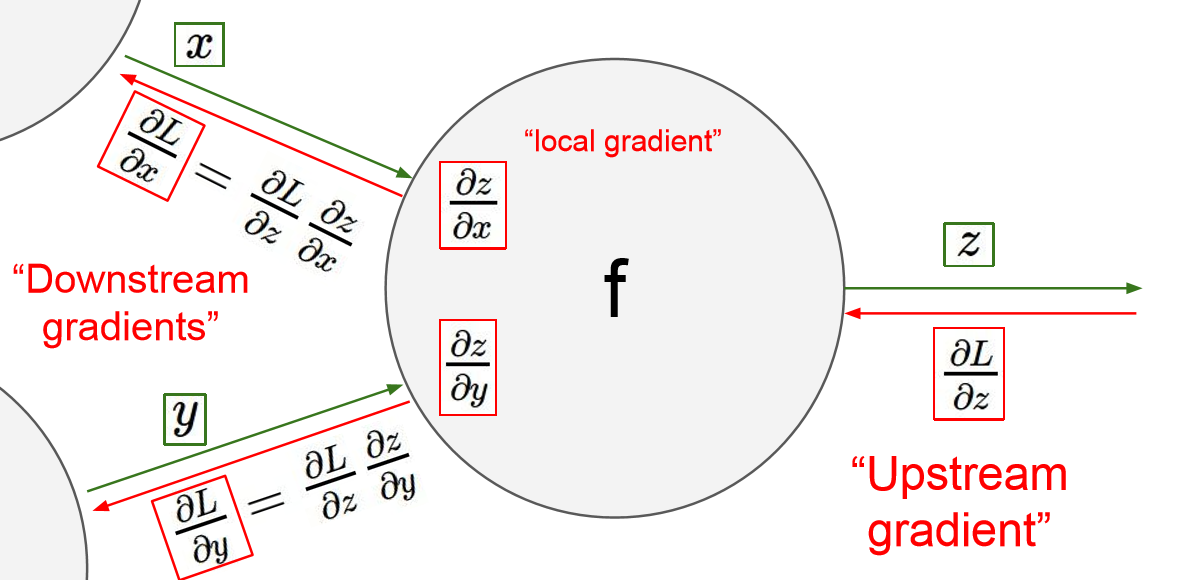 x
∂L/∂x = ∂L/∂z ∂z/∂x
“Downstream
gradients”
y
∂L/∂y = ∂L/∂z ∂z/∂y
“local gradient”
∂z/∂x
f
∂z/∂y
z
∂L/∂z
“Upstream
gradient”